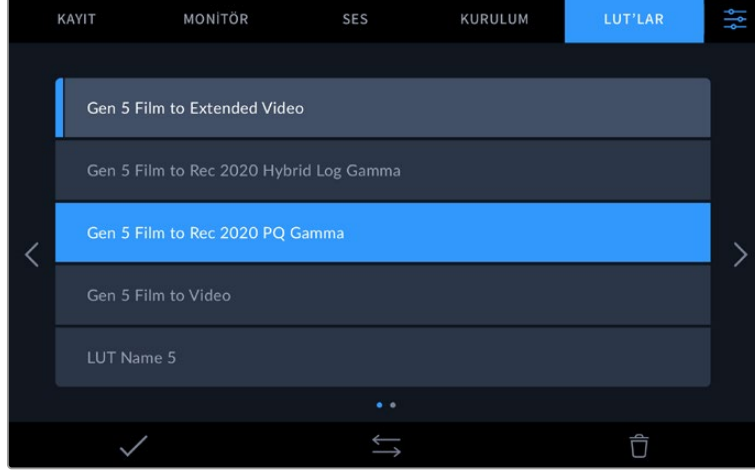 KAYIT MONİTÖR SES KURULUM LUT'LAR
Gen 5 Film to Extended Video
Gen 5 Film to Rec 2020 Hybrid Log Gamma
Gen 5 Film to Rec 2020 PQ Gamma
Gen 5 Film to Video
LUT Name 5